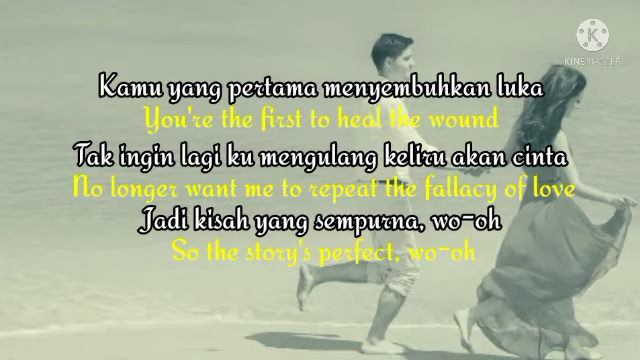 K
KINEMASTER
Kamu yang pertama menyembuhkan luka
You're the first to heal the wound
Tak ingin lagi ku mengulang keliru akan cinta
No longer want me to repeat the fallacy of love
Jadi kisah yang sempurna, wo-oh
So the story's perfect, wo-oh